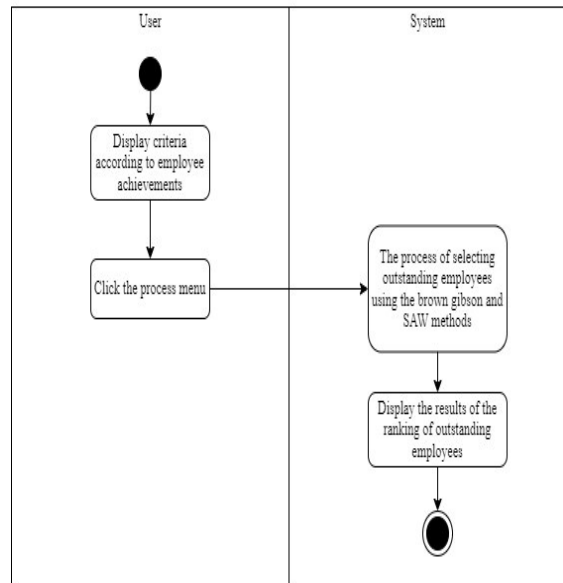 User
System
Display criteria
according to employee
achievements
Click the process menu
The process of selecting
outstanding employees
using the brown gibson and
SAW methods
Display the results of the
ranking of outstanding
employees